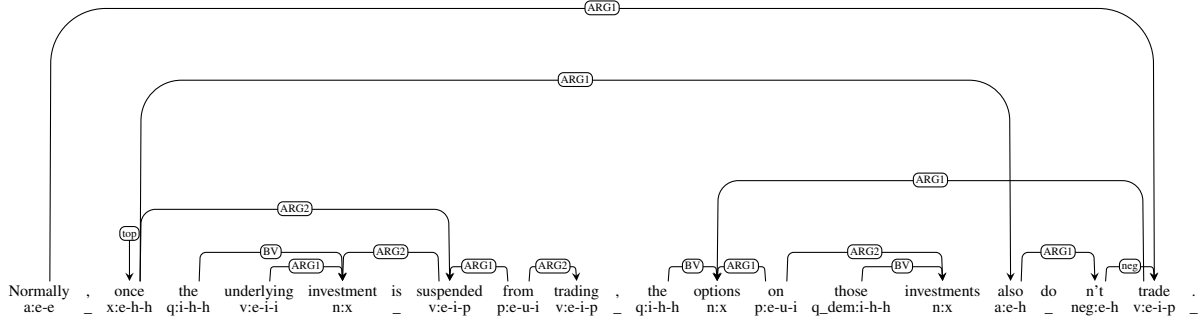 ARG1
ARG1
ARG1
ARG2
top
BV ARG2 ARG2 BV ARG1
ARG1 ARG1 ARG2 BV ARG1 BV neg
Normally , once the underlying investment is suspended from trading , the options on those investments also do n't trade .
a:e-e _ x:e-h-h q:i-h-h v:e-i-i n:x _ v:e-i-p p:e-u-i v:e-i-p _ q:i-h-h n:x p:e-u-i q_dem:i-h-h n:x a:e-h _ neg:e-h v:e-i-p _